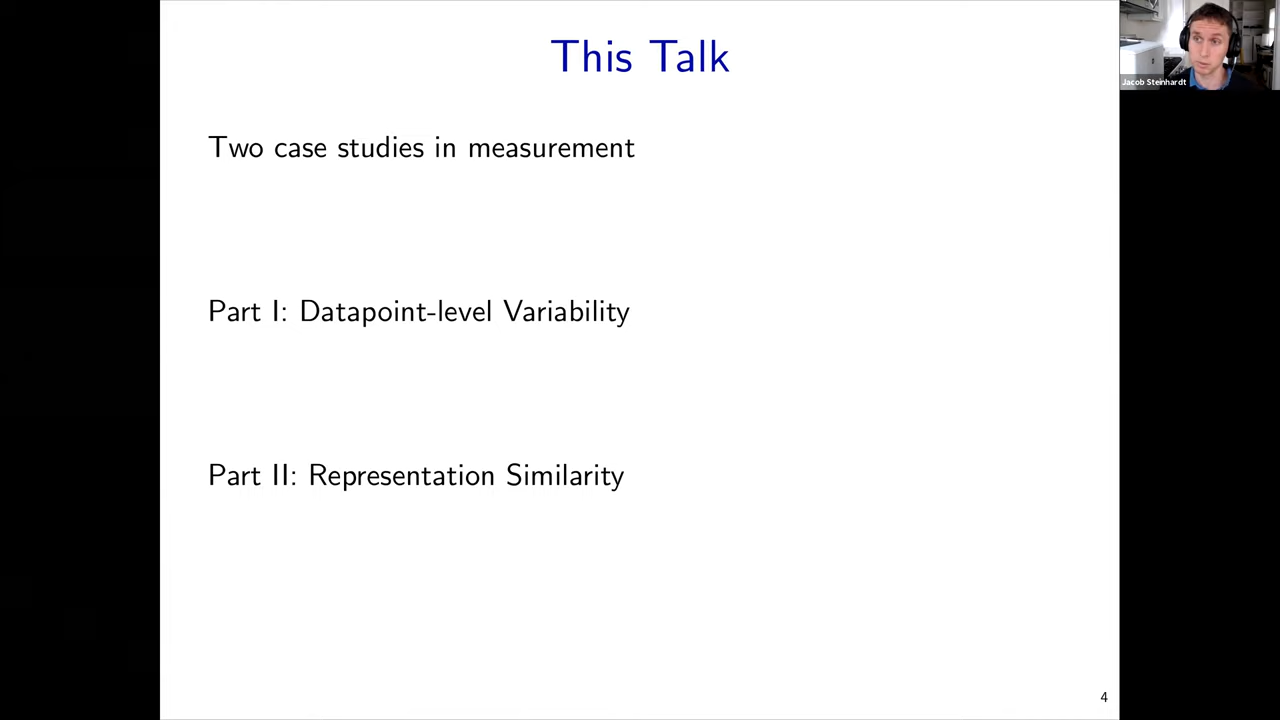 This Talk
Jacob Steinhardt
Two case studies in measurement
Part I: Datapoint-level Variability
Part II: Representation Similarity
4